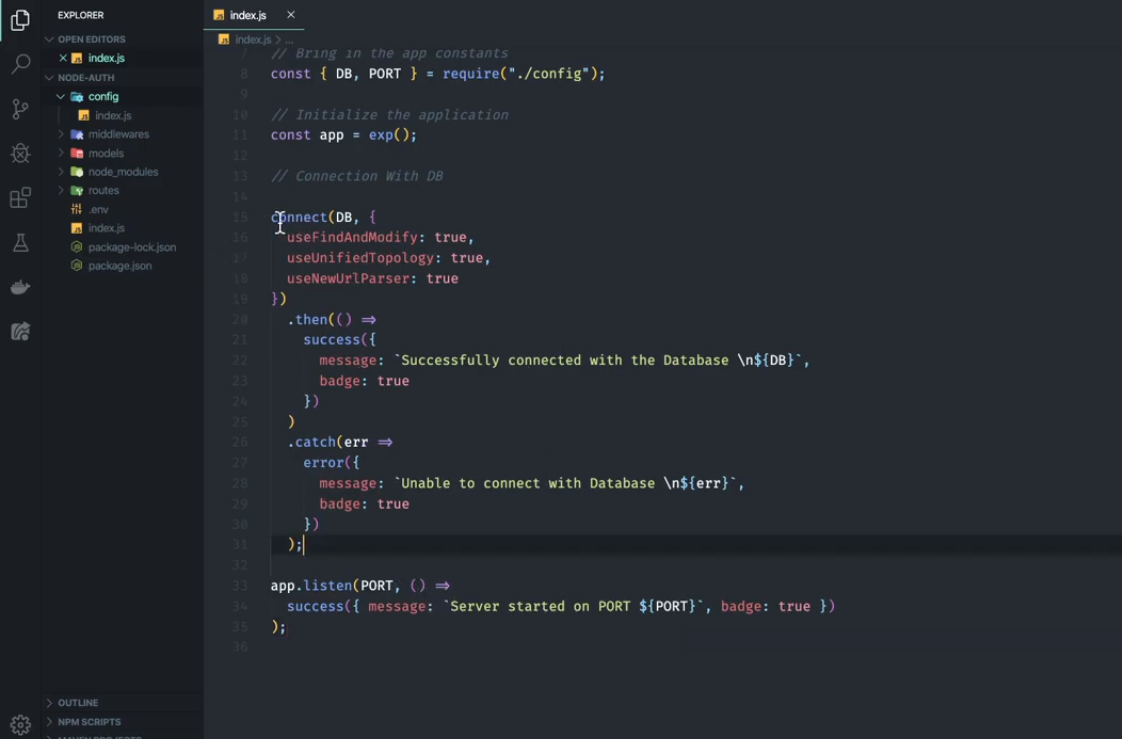 EXPLORER
OPEN EDITORS
index.js
NODE-AUTH
config
index.js
middlewares
models
node_modules
routes
.env
index.js
package-lock.json
package.json
OUTLINE
NPM SCRIPTS
MAVEN PROJECTS
index.js
index.js > ...
7 // Bring in the app constants
8 const { DB, PORT } = require("./config");
9
10 // Initialize the application
11 const app = exp();
12
13 // Connection With DB
14
15 connect(DB, {
16 useFindAndModify: true,
17 useUnifiedTopology: true,
18 useNewUrlParser: true
19 })
20 .then(() ⇒
21 success({
22 message: `Successfully connected with the Database \n${DB}`,
23 badge: true
24 })
25 )
26 .catch(err ⇒
27 error({
28 message: `Unable to connect with Database \n${err}`,
29 badge: true
30 })
31 );
32
33 app.listen(PORT, () ⇒
34 success({ message: `Server started on PORT ${PORT}`, badge: true })
35 );
36